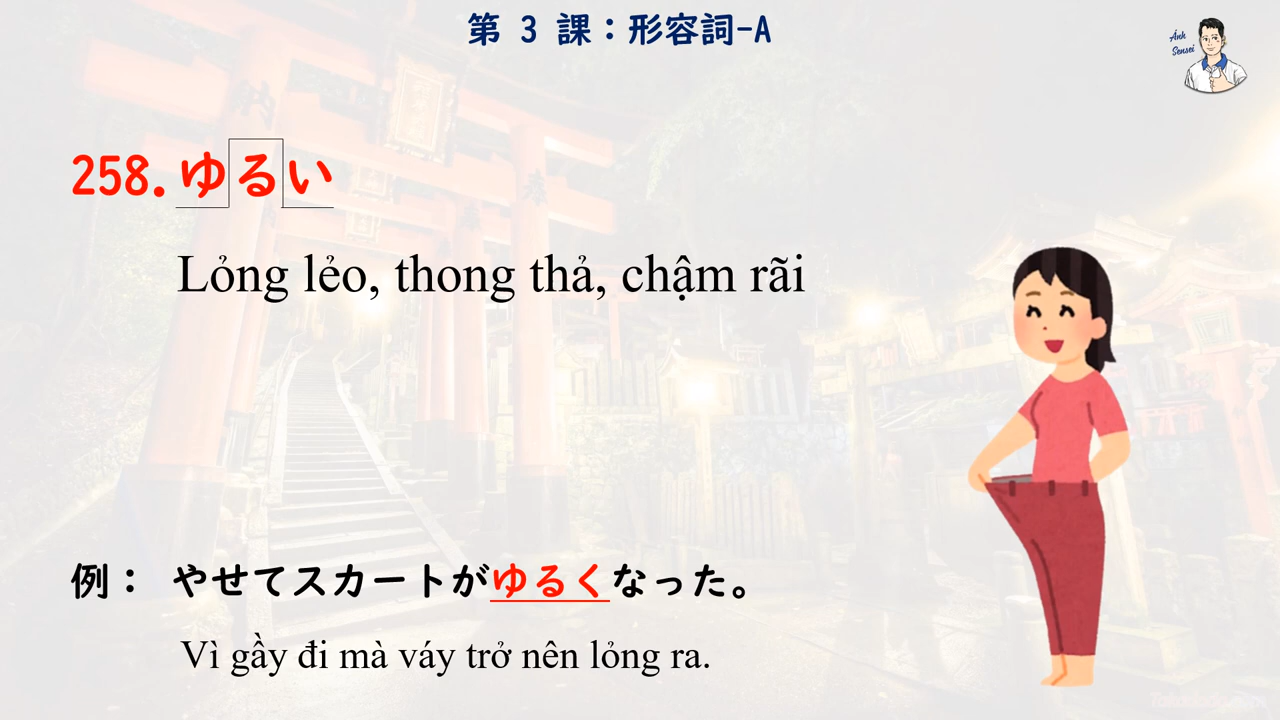 第 3 課：形容詞-A
Ánh
Sensei
258.ゆるい
Lỏng lẻo, thong thả, chậm rãi
例： やせてスカートがゆるくなった。
Vì gầy đi mà váy trở nên lỏng ra.